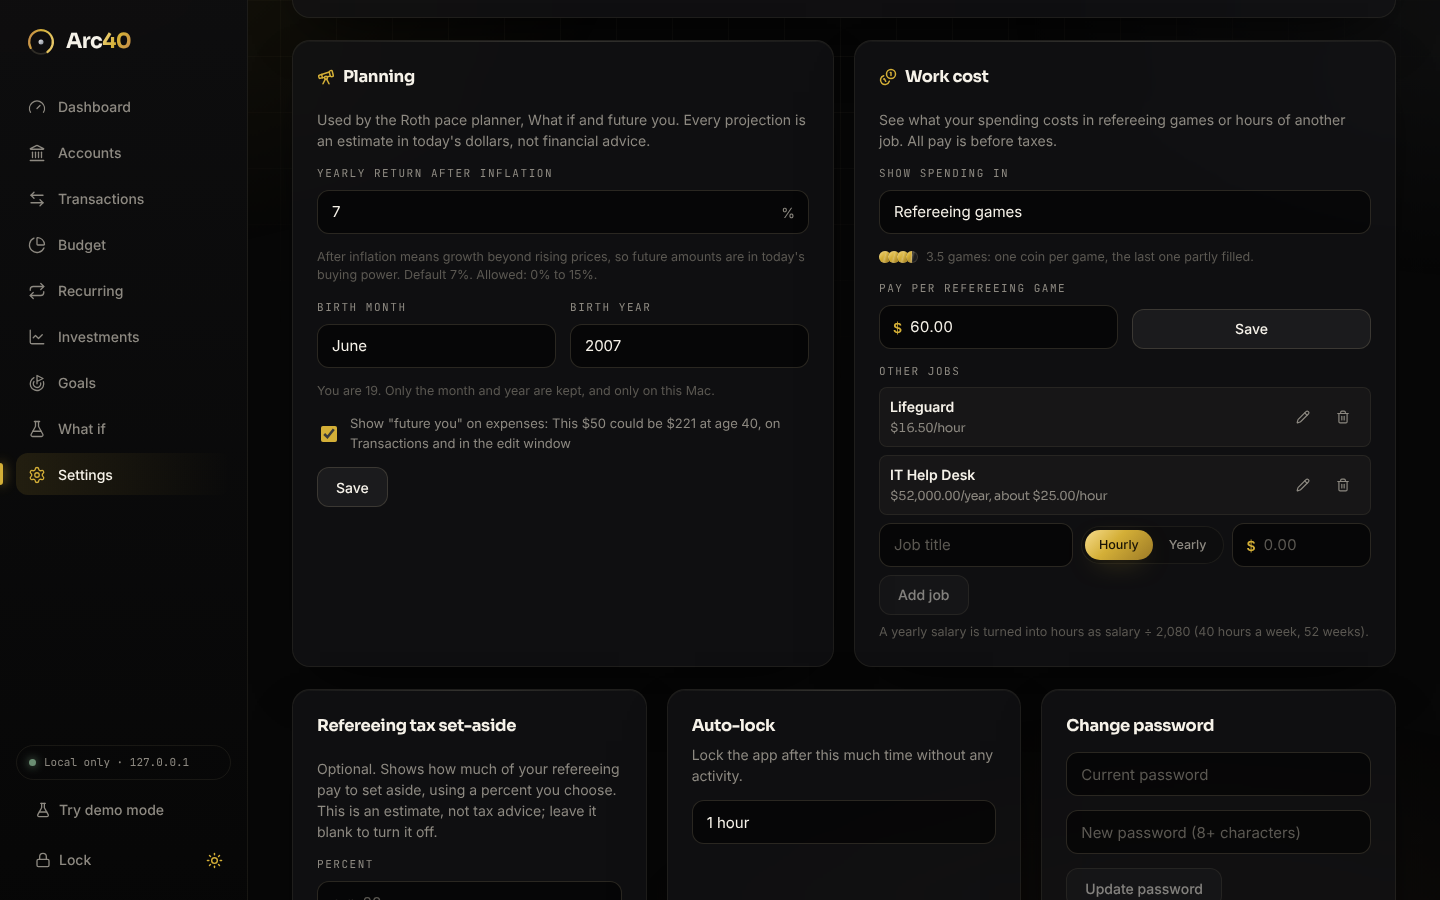 Arc40
Dashboard
Accounts
Transactions
Budget
Recurring
Investments
Goals
What if
Settings
Local only · 127.0.0.1
Try demo mode
Lock
Planning
Used by the Roth pace planner, What if and future you. Every projection is
an estimate in today's dollars, not financial advice.
YEARLY RETURN AFTER INFLATION
7 %
After inflation means growth beyond rising prices, so future amounts are in today's
buying power. Default 7%. Allowed: 0% to 15%.
BIRTH MONTH BIRTH YEAR
June 2007
You are 19. Only the month and year are kept, and only on this Mac.
Show "future you" on expenses: This $50 could be $221 at age 40, on
Transactions and in the edit window
Save
Work cost
See what your spending costs in refereeing games or hours of another
job. All pay is before taxes.
SHOW SPENDING IN
Refereeing games
3.5 games: one coin per game, the last one partly filled.
PAY PER REFEREEING GAME
$ 60.00 Save
OTHER JOBS
Lifeguard
$16.50/hour
IT Help Desk
$52,000.00/year, about $25.00/hour
Job title Hourly Yearly $ 0.00
Add job
A yearly salary is turned into hours as salary ÷ 2,080 (40 hours a week, 52 weeks).
Refereeing tax set-aside
Optional. Shows how much of your refereeing
pay to set aside, using a percent you choose.
This is an estimate, not tax advice; leave it
blank to turn it off.
PERCENT
Auto-lock
Lock the app after this much time without any
activity.
1 hour
Change password
Current password
New password (8+ characters)
Update password